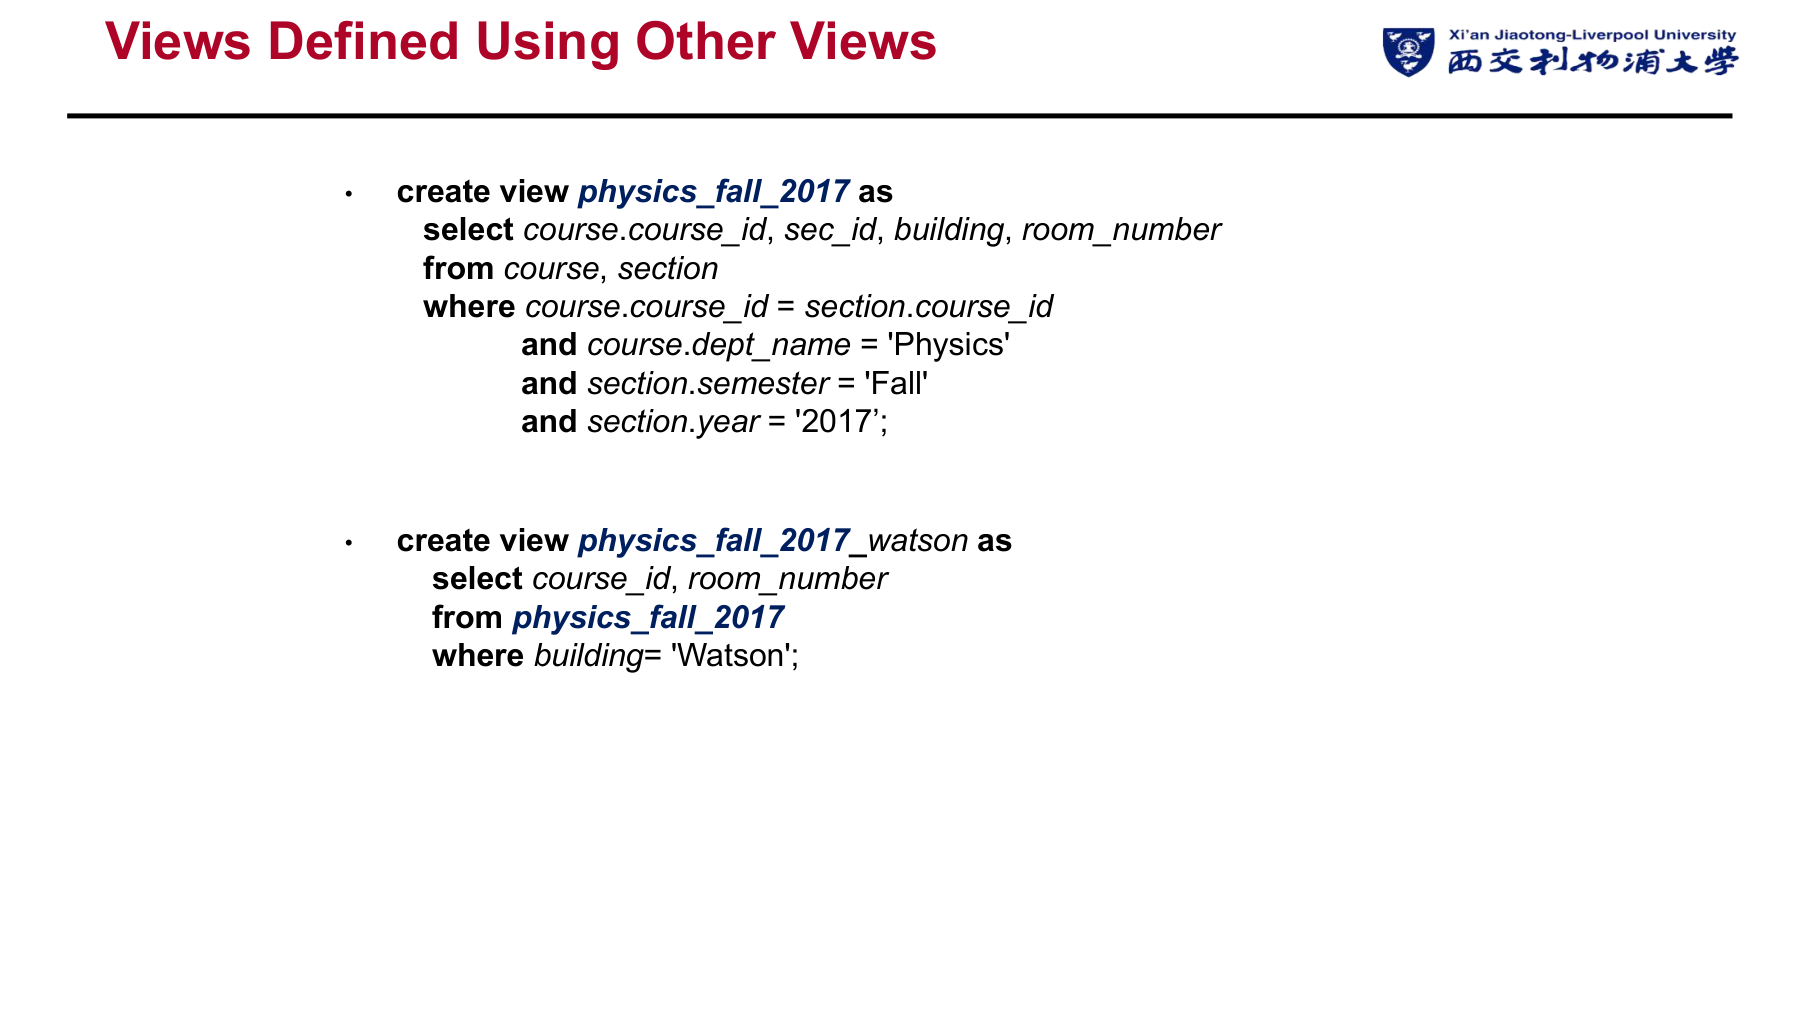 Views Defined Using Other Views
Xi'an Jiaotong-Liverpool University
西交利物浦大學
• create view physics_fall_2017 as
select course.course_id, sec_id, building, room_number
from course, section
where course.course_id = section.course_id
and course.dept_name = 'Physics'
and section.semester = 'Fall'
and section.year = '2017’;
• create view physics_fall_2017_watson as
select course_id, room_number
from physics_fall_2017
where building= 'Watson';